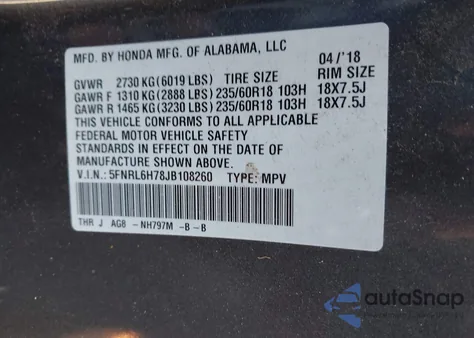 MFD. BY HONDA MFG. OF ALABAMA, LLC 04/'18
GVWR 2730 KG(6019 LBS) TIRE SIZE RIM SIZE
GAWR F 1310 KG(2888 LBS) 235/60R18 103H 18X7.5J
GAWR R 1465 KG(3230 LBS) 235/60R18 103H 18X7.5J
THIS VEHICLE CONFORMS TO ALL APPLICABLE
FEDERAL MOTOR VEHICLE SAFETY
STANDARDS IN EFFECT ON THE DATE OF
MANUFACTURE SHOWN ABOVE.
V.I.N.: 5FNRL6H78JB108260 TYPE: MPV
THR J AG8 -NH797M -B-B
autoSnap